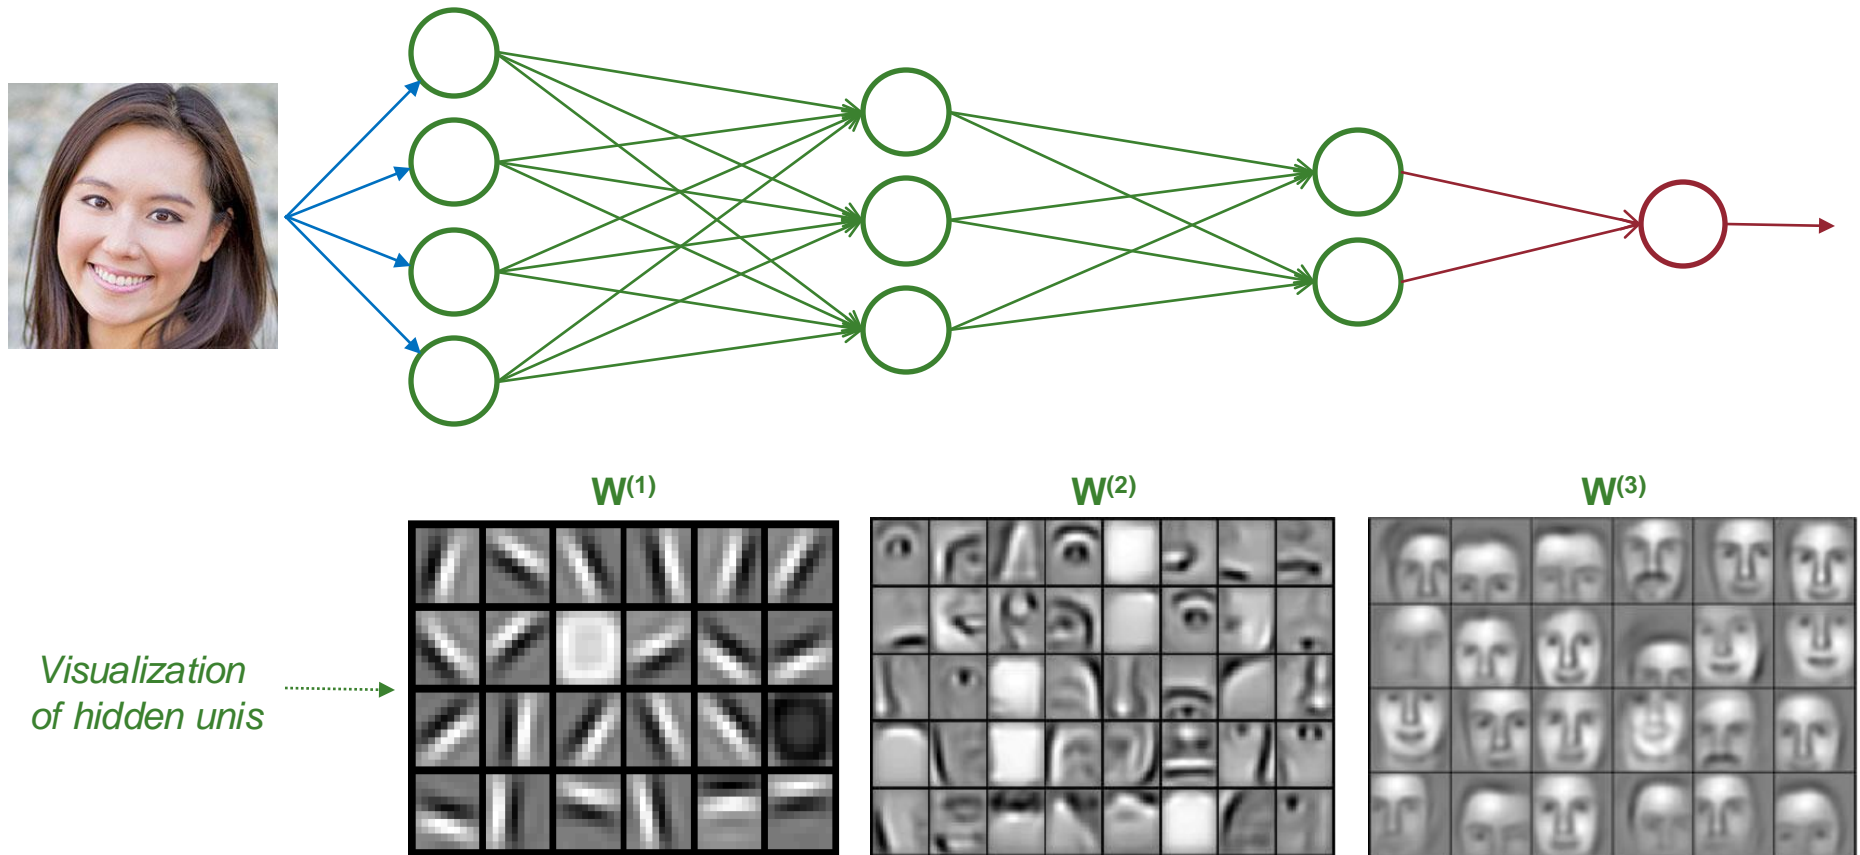 W(1)
W(2)
W(3)
Visualization
of hidden unis